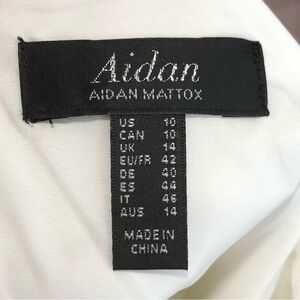 Aidan
AIDAN MATTOX
US 10
CAN 10
UK 14
EU/FR 42
DE 40
ES 44
IT 46
AUS 14
MADE IN
CHINA